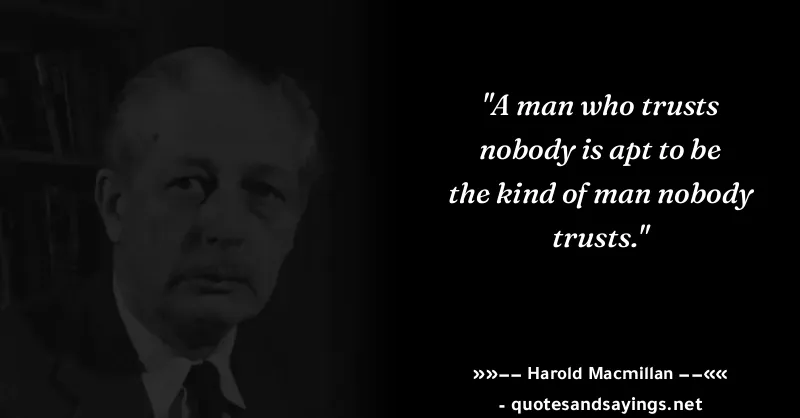 "A man who trusts
nobody is apt to be
the kind of man nobody
trusts."
»»–– Harold Macmillan ––««
- quotesandsayings.net